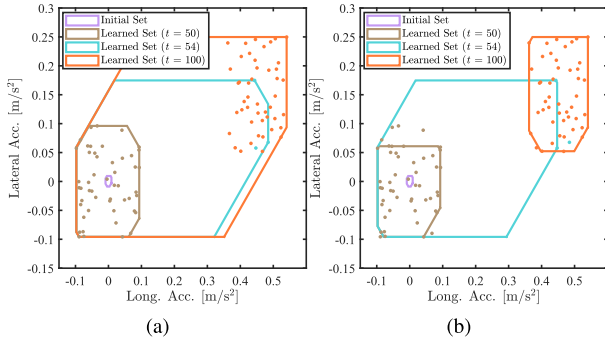 0.3
0.25
0.2
0.15
0.1
0.05
0
-0.05
-0.1
-0.15
Lateral Acc. [m/s²]
Initial Set
Learned Set (t = 50)
Learned Set (t = 54)
Learned Set (t = 100)
-0.1 0 0.1 0.2 0.3 0.4 0.5
Long. Acc. [m/s²]
(a)
0.3
0.25
0.2
0.15
0.1
0.05
0
-0.05
-0.1
-0.15
Lateral Acc. [m/s²]
Initial Set
Learned Set (t = 50)
Learned Set (t = 54)
Learned Set (t = 100)
-0.1 0 0.1 0.2 0.3 0.4 0.5
Long. Acc. [m/s²]
(b)